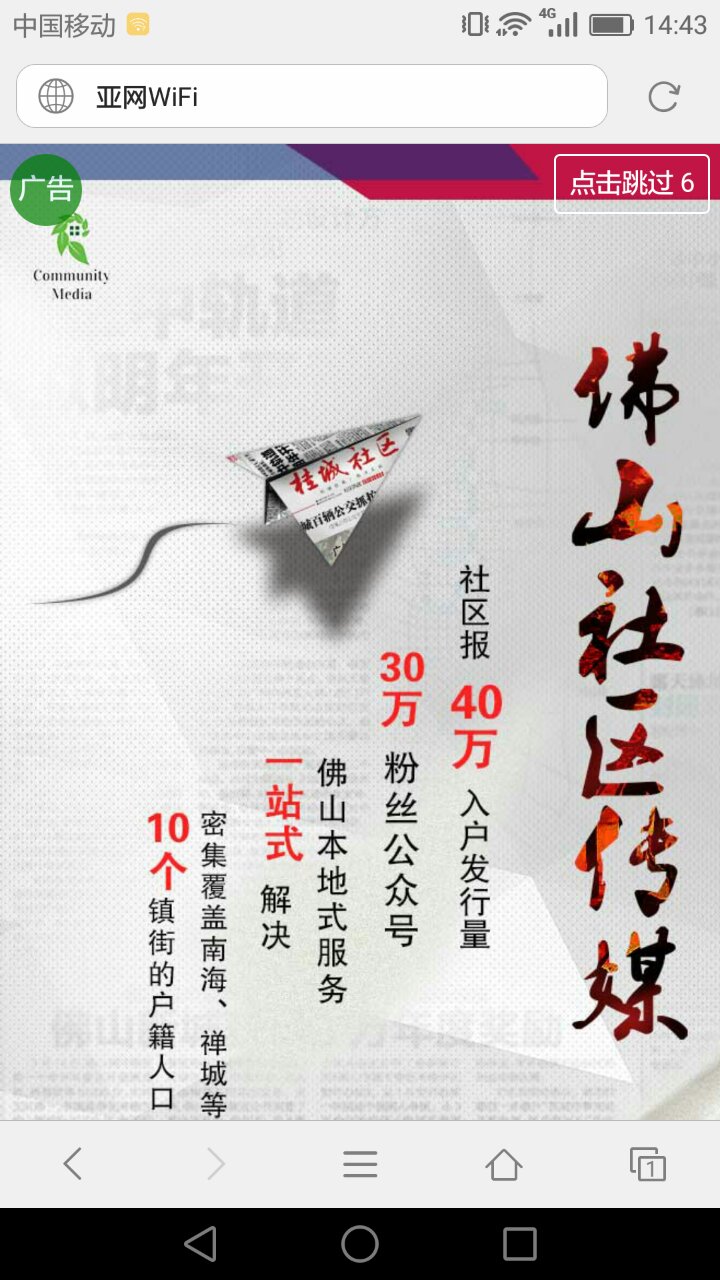 中国移动
4G
14:43
亚网WiFi
广告
点击跳过 6
Community
Media
桂城社区
佛山社区传媒
社区报40万入户发行量
30万粉丝公众号
佛山本地式服务
一站式解决
密集覆盖南海、禅城等
10个镇街的户籍人口
1